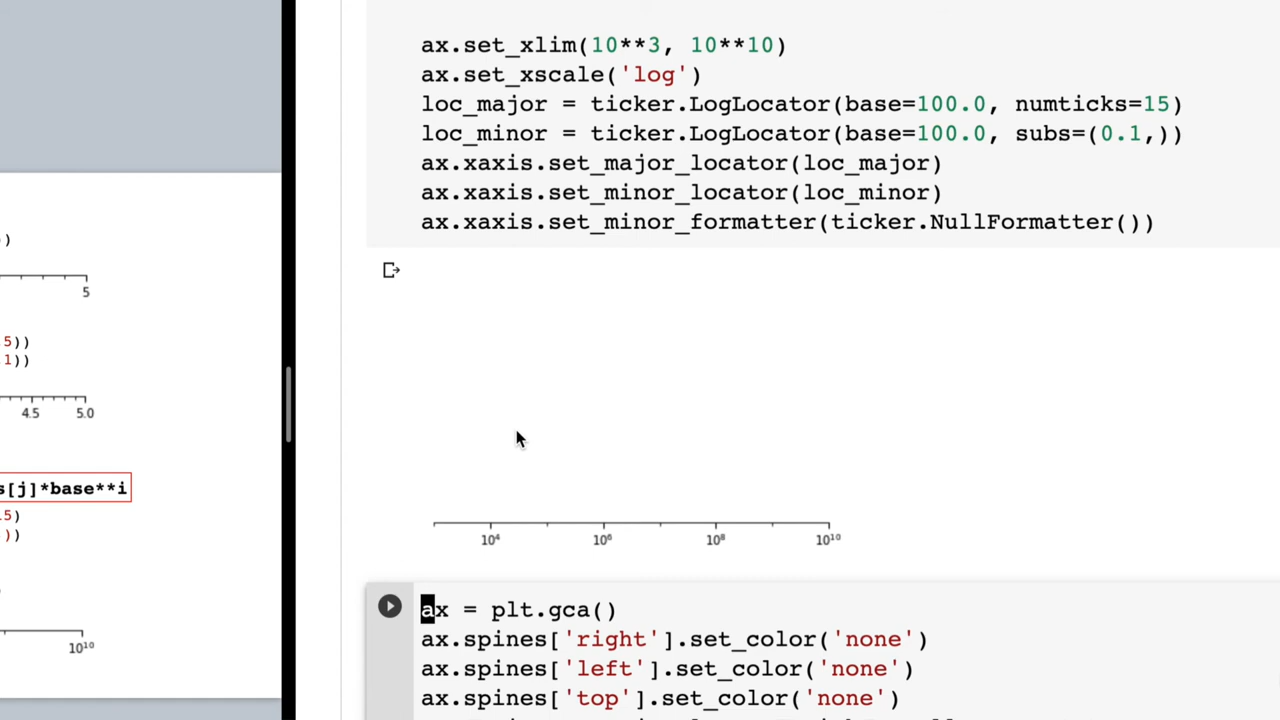 )
5
5))
1))
4.5 5.0
s[j]*base**i
15)
))
10¹⁰
ax.set_xlim(10**3, 10**10)
ax.set_xscale('log')
loc_major = ticker.LogLocator(base=100.0, numticks=15)
loc_minor = ticker.LogLocator(base=100.0, subs=(0.1,))
ax.xaxis.set_major_locator(loc_major)
ax.xaxis.set_minor_locator(loc_minor)
ax.xaxis.set_minor_formatter(ticker.NullFormatter())
10⁴ 10⁶ 10⁸ 10¹⁰
ax = plt.gca()
ax.spines['right'].set_color('none')
ax.spines['left'].set_color('none')
ax.spines['top'].set_color('none')